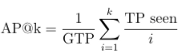 AP@k = \frac{1}{\text{GTP}} \sum_{i=1}^{k} \frac{\text{TP seen}}{i}